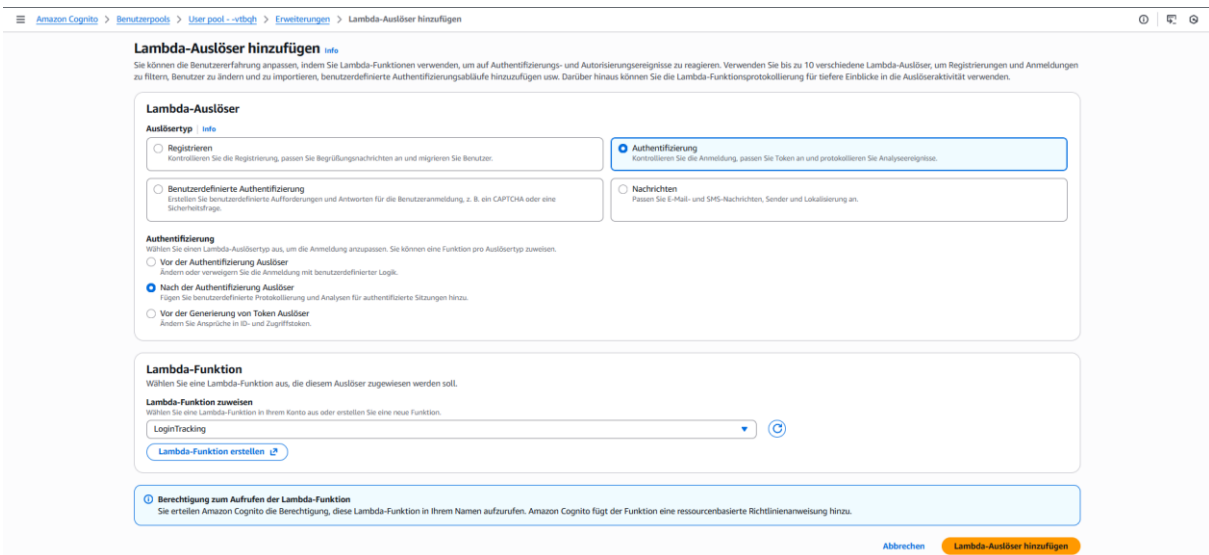 Amazon Cognito > Benutzerpools > User pool - -vtbqh > Erweiterungen > Lambda-Auslöser hinzufügen
Lambda-Auslöser hinzufügen Info
Sie können die Benutzererfahrung anpassen, indem Sie Lambda-Funktionen verwenden, um auf Authentifizierungs- und Autorisierungsereignisse zu reagieren. Verwenden Sie bis zu 10 verschiedene Lambda-Auslöser, um Registrierungen und Anmeldungen
zu filtern, Benutzer zu ändern und zu importieren, benutzerdefinierte Authentifizierungsabläufe hinzuzufügen usw. Darüber hinaus können Sie die Lambda-Funktionsprotokollierung für tiefere Einblicke in die Auslöseraktivität verwenden.
Lambda-Auslöser
Auslösertyp | Info
Registrieren
Kontrollieren Sie die Registrierung, passen Sie Begrüßungsnachrichten an und migrieren Sie Benutzer.
Authentifizierung
Kontrollieren Sie die Anmeldung, passen Sie Token an und protokollieren Sie Analyseereignisse.
Benutzerdefinierte Authentifizierung
Erstellen Sie benutzerdefinierte Aufforderungen und Antworten für die Benutzeranmeldung, z. B. ein CAPTCHA oder eine
Sicherheitsfrage.
Nachrichten
Passen Sie E-Mail- und SMS-Nachrichten, Sender und Lokalisierung an.
Authentifizierung
Wählen Sie einen Lambda-Auslösertyp aus, um die Anmeldung anzupassen. Sie können eine Funktion pro Auslösertyp zuweisen.
Vor der Authentifizierung Auslöser
Ändern oder verweigern Sie die Anmeldung mit benutzerdefinierter Logik.
Nach der Authentifizierung Auslöser
Fügen Sie benutzerdefinierte Protokollierung und Analysen für authentifizierte Sitzungen hinzu.
Vor der Generierung von Token Auslöser
Ändern Sie Ansprüche in ID- und Zugriffstoken.
Lambda-Funktion
Wählen Sie eine Lambda-Funktion aus, die diesem Auslöser zugewiesen werden soll.
Lambda-Funktion zuweisen
Wählen Sie eine Lambda-Funktion in Ihrem Konto aus oder erstellen Sie eine neue Funktion.
LoginTracking
Lambda-Funktion erstellen
Berechtigung zum Aufrufen der Lambda-Funktion
Sie erteilen Amazon Cognito die Berechtigung, diese Lambda-Funktion in Ihrem Namen aufzurufen. Amazon Cognito fügt der Funktion eine ressourcenbasierte Richtlinienanweisung hinzu.
Abbrechen Lambda-Auslöser hinzufügen